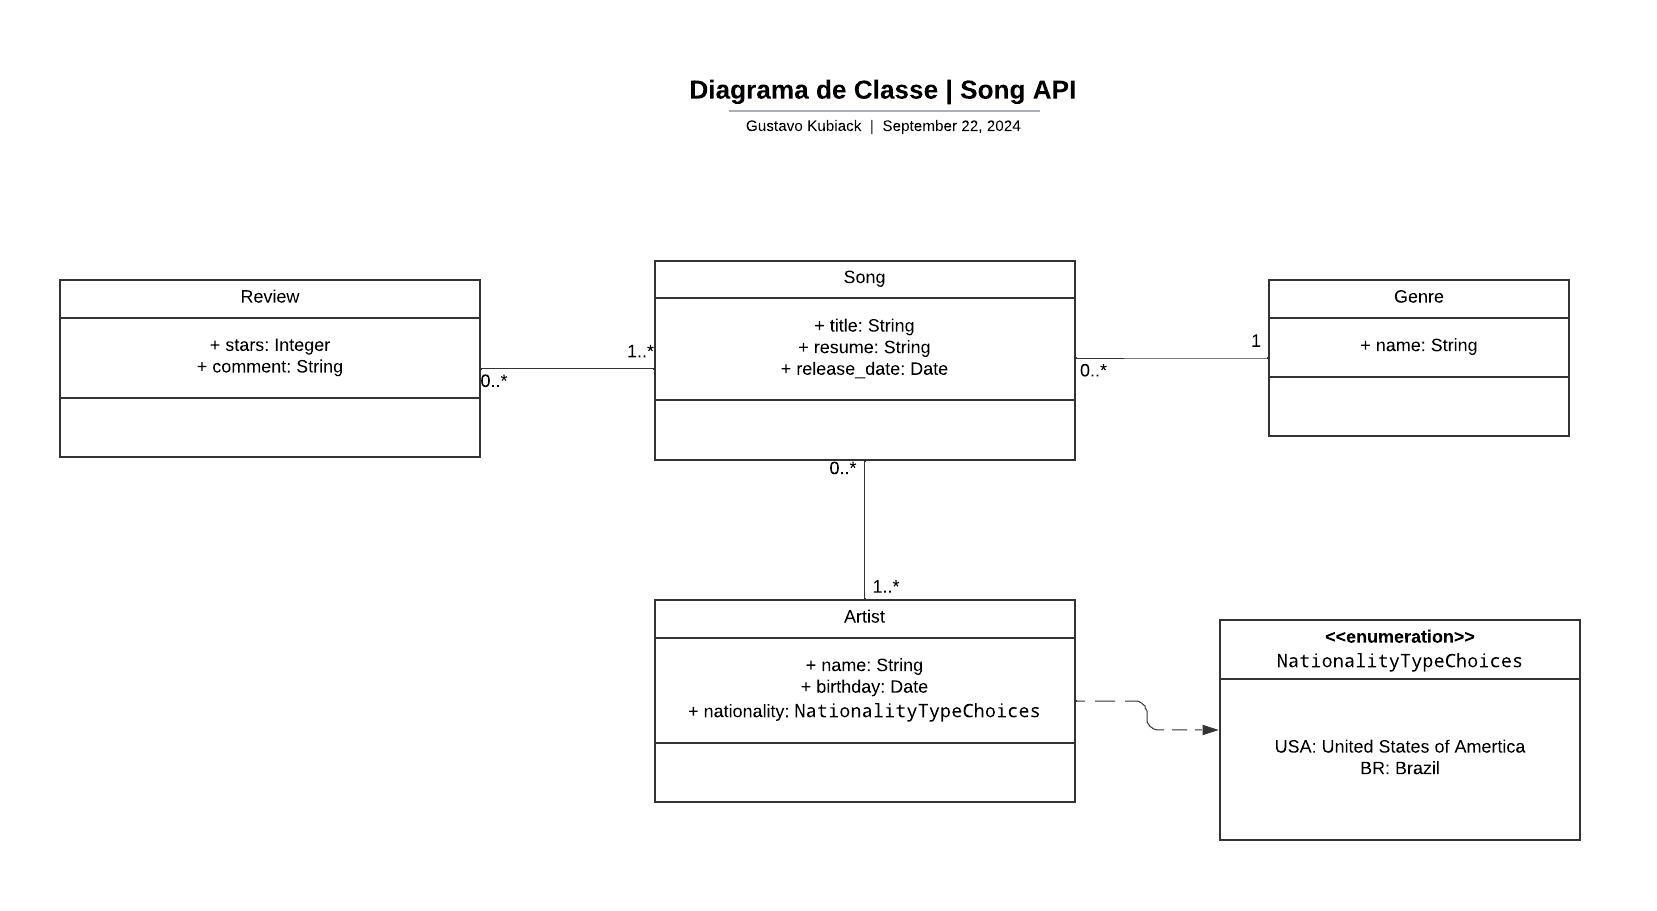 Diagrama de Classe | Song API
Gustavo Kubiack | September 22, 2024
Review
+ stars: Integer
+ comment: String
0..*
1..*
Song
+ title: String
+ resume: String
+ release_date: Date
0..*
1
Genre
+ name: String
0..*
1..*
Artist
+ name: String
+ birthday: Date
+ nationality: NationalityTypeChoices
<<enumeration>>
NationalityTypeChoices
USA: United States of Amertica
BR: Brazil